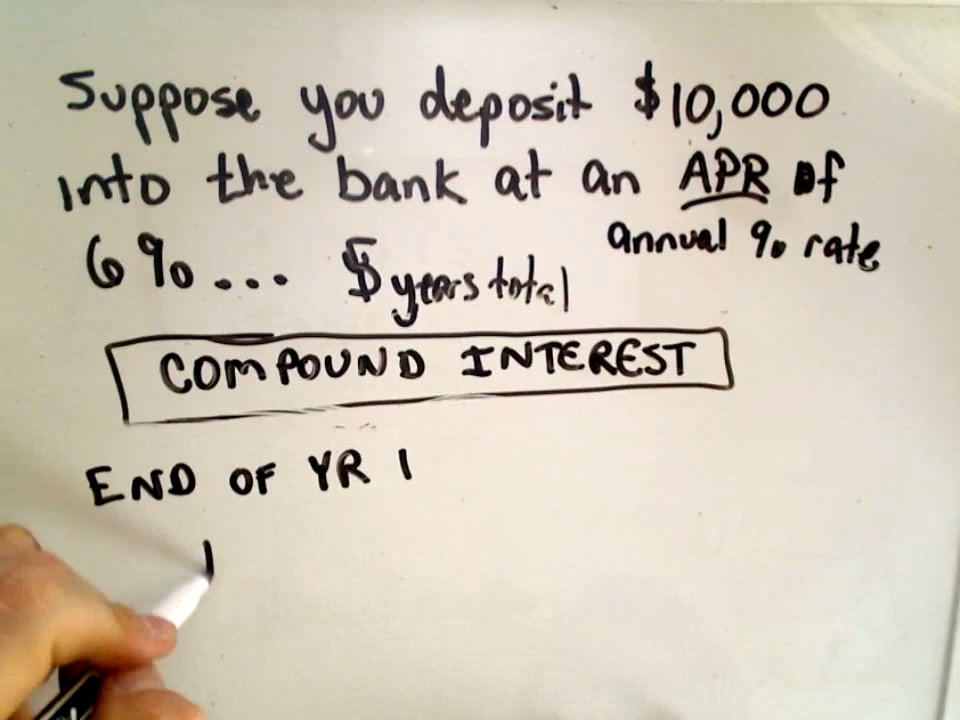 Suppose you deposit $10,000
into the bank at an APR of
annual % rate
6%... $ years total
COMPOUND INTEREST
END OF YR 1
1